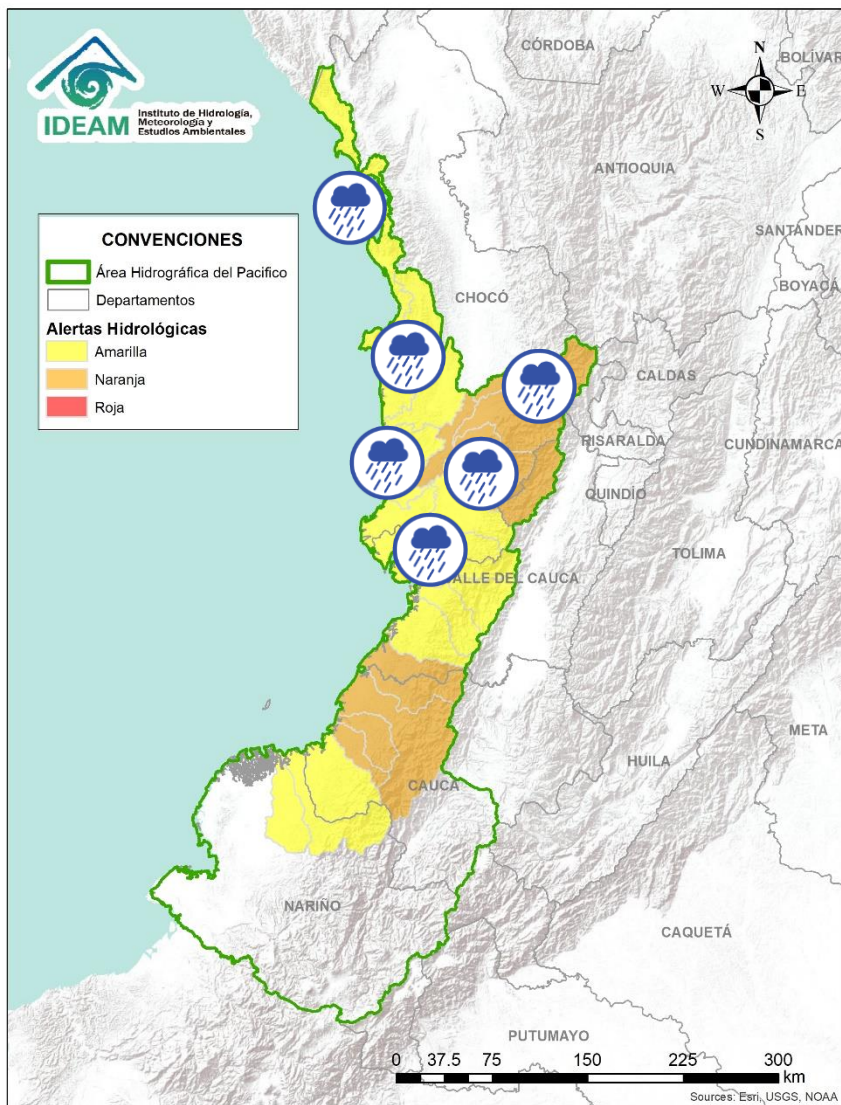 IDEAM
Instituto de Hidrología,
Meteorología y
Estudios Ambientales
CÓRDOBA
BOLÍVAR
N
W
E
S
ANTIOQUIA
SANTANDER
BOYACÁ
CONVENCIONES
Área Hidrográfica del Pacifico
Departamentos
Alertas Hidrológicas
Amarilla
Naranja
Roja
CHOCÓ
CALDAS
RISARALDA
CUNDINAMARCA
QUINDÍO
TOLIMA
ALLE DEL CAUCA
META
HUILA
CAUCA
NARIÑO
CAQUETÁ
PUTUMAYO
0 37.5 75 150 225 300
km
Sources: Esri, USGS, NOAA